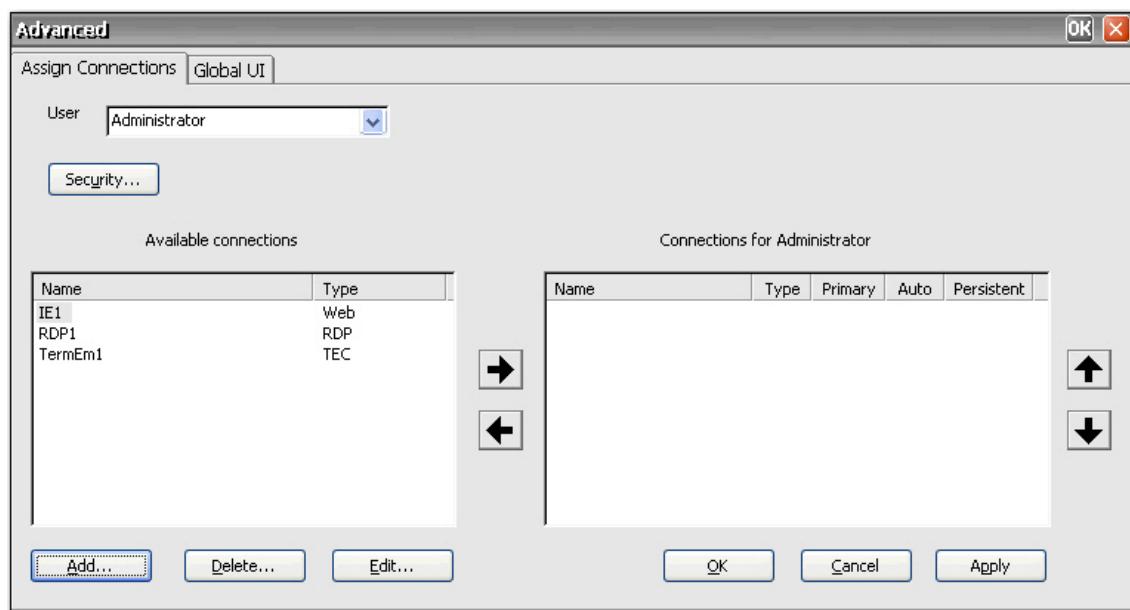 Advanced OK
Assign Connections Global UI
User Administrator
Security...
Available connections Connections for Administrator
Name Type Name Type Primary Auto Persistent
IE1 Web
RDP1 RDP
TermEm1 TEC
Add... Delete... Edit... OK Cancel Apply